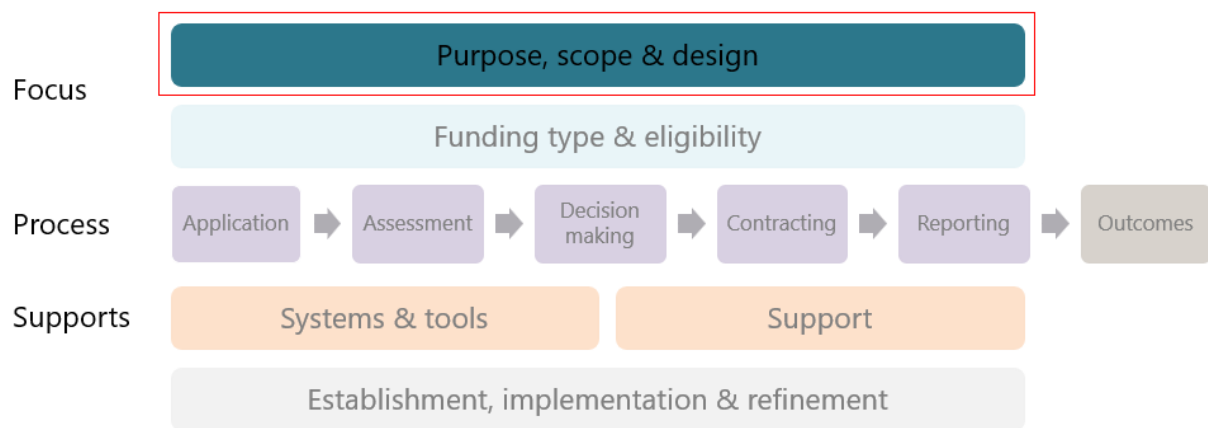 Purpose, scope & design
Focus
Funding type & eligibility
Process
Application
Assessment
Decision
making
Contracting
Reporting
Outcomes
Supports
Systems & tools
Support
Establishment, implementation & refinement